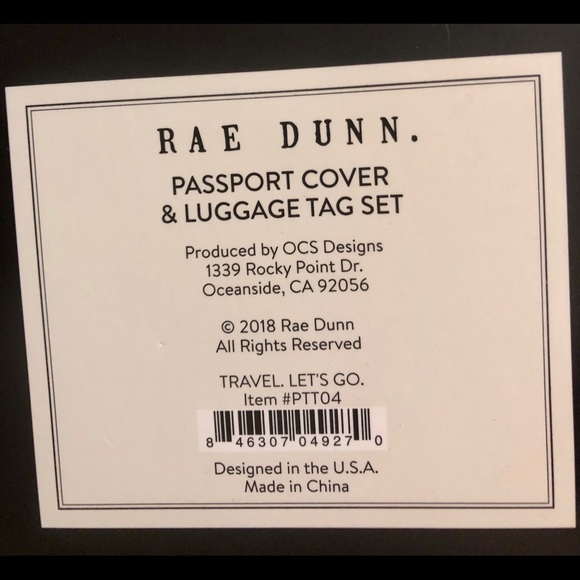 RAE DUNN.
PASSPORT COVER
& LUGGAGE TAG SET
Produced by OCS Designs
1339 Rocky Point Dr.
Oceanside, CA 92056
© 2018 Rae Dunn
All Rights Reserved
TRAVEL. LET'S GO.
Item #PTT04
8 46307 04927 0
Designed in the U.S.A.
Made in China